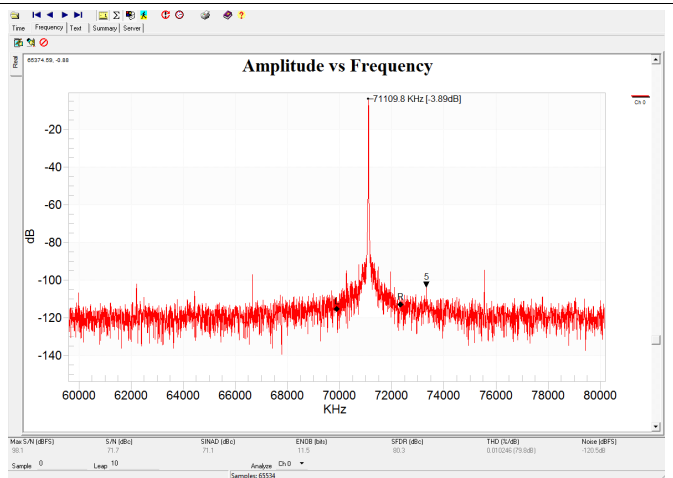 Time Frequency Text Summary Server
Real
66374.69, -8.88
Amplitude vs Frequency
71109.8 KHz [-3.89dB]
Ch 0
-20
-40
-60
-80
-100
-120
-140
dB
R
5
60000 62000 64000 66000 68000 70000 72000 74000 76000 78000 80000
KHz
Max S/N (dBFS) S/N (dBc) SINAD (dBc) ENOB (bits) SFDR (dBc) THD (%/dB) Noise (dBFS)
98.1 71.7 71.1 11.5 80.3 0.010246 (79.8dB) -120.5dB
Sample 0 Leap 10 Analyze Ch 0
Samples: 65534